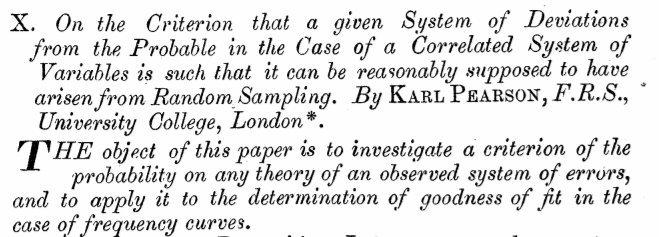 X. On the Criterion that a given System of Deviations
from the Probable in the Case of a Correlated System of
Variables is such that it can be reasonably supposed to have
arisen from Random Sampling. By KARL PEARSON, F.R.S.,
University College, London*.
THE object of this paper is to investigate a criterion of the
probability on any theory of an observed system of errors,
and to apply it to the determination of goodness of fit in the
case of frequency curves.